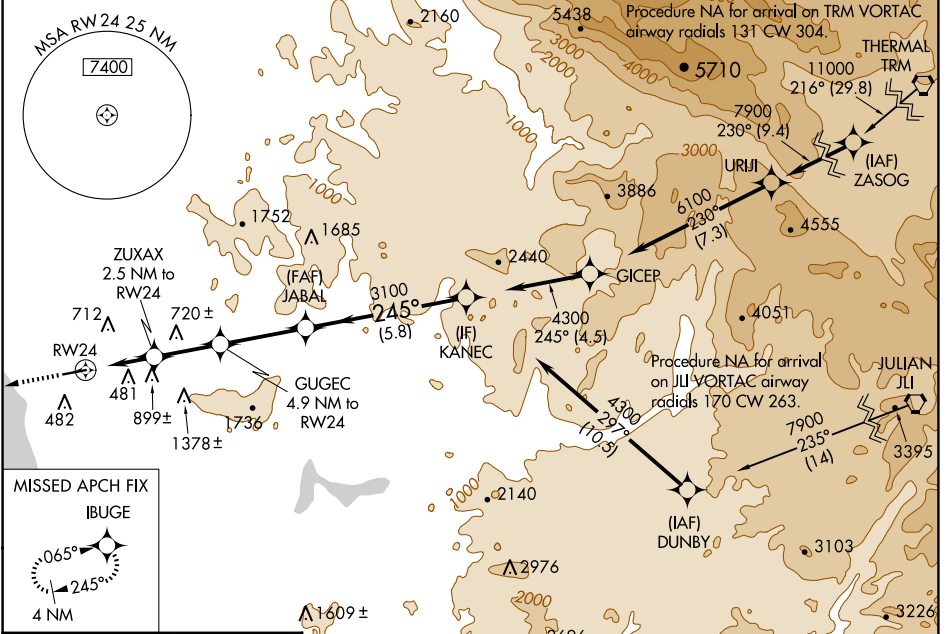 MSA RW24 25 NM
7400
2160
5438
3000
2000
4000
5710
Procedure NA for arrival on TRM VORTAC
airway radials 131 CW 304.
THERMAL
TRM
11000
216° (29.8)
7900
230° (9.4)
(IAF)
ZASOG
URIJI
3000
1000
1000
3886
6100
230°
(7.3)
4555
1752
1685
2440
GICEP
ZUXAX
2.5 NM to
RW24
(FAF)
JABAL
3100
245°
(5.8)
(IF)
KANEC
4300
245° (4.5)
4051
712
720 ±
RW24
481
482
899±
1378 ±
1736
GUGEC
4.9 NM to
RW24
Procedure NA for arrival
on JLI VORTAC airway
radials 170 CW 263.
JULIAN
JLI
4300
297°
(10.5)
7900
235°
(14)
3395
MISSED APCH FIX
IBUGE
065°
245°
4 NM
1000
2140
(IAF)
DUNBY
3103
2976
2000
1609 ±
3226